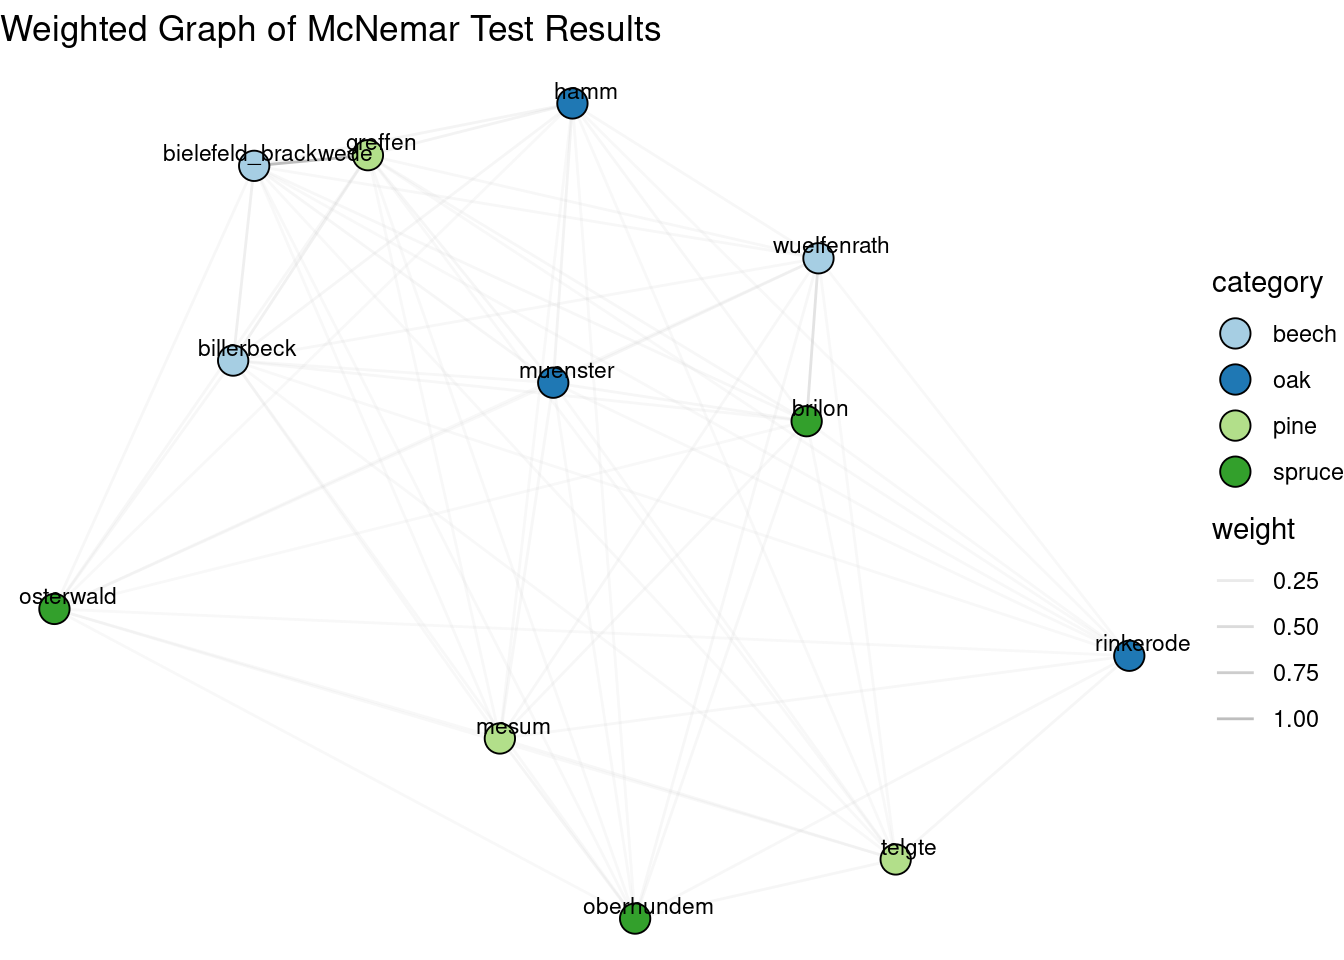 Weighted Graph of McNemar Test Results
hamm
greffen
bielefeld_brackwede
wuelfenrath
billerbeck
muenster
brilon
osterwald
rinkerode
mesum
telgte
oberhundem
category
beech
oak
pine
spruce
weight
0.25
0.50
0.75
1.00